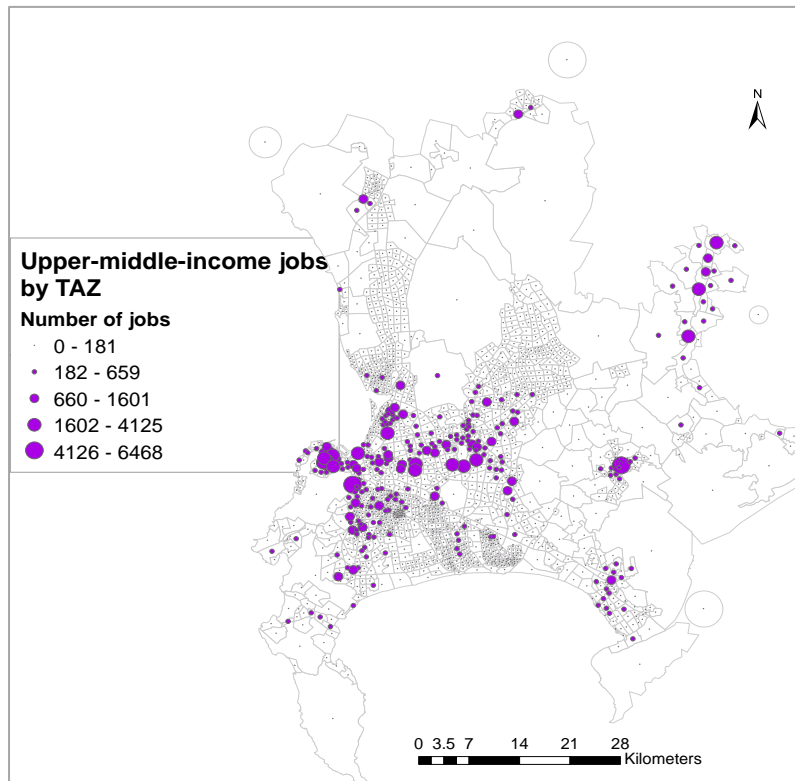 N
Upper-middle-income jobs
by TAZ
Number of jobs
0 - 181
182 - 659
660 - 1601
1602 - 4125
4126 - 6468
0 3.5 7 14 21 28
Kilometers